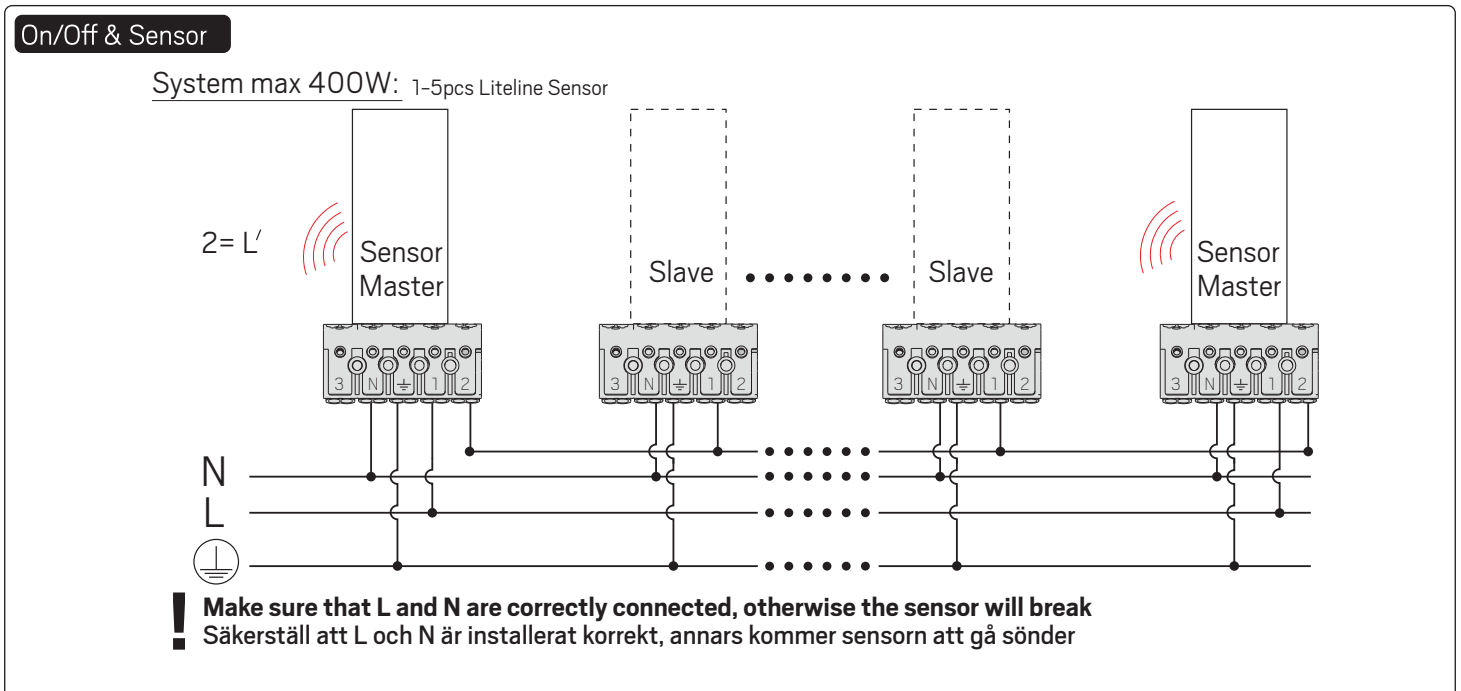 On/Off & Sensor
System max 400W: 1-5pcs Liteline Sensor
2= L′
Sensor
Master
Slave
Slave
Sensor
Master
3 N 1 2
3 N 1 2
3 N 1 2
3 N 1 2
N
L
Make sure that L and N are correctly connected, otherwise the sensor will break
! Säkerställ att L och N är installerat korrekt, annars kommer sensorn att gå sönder